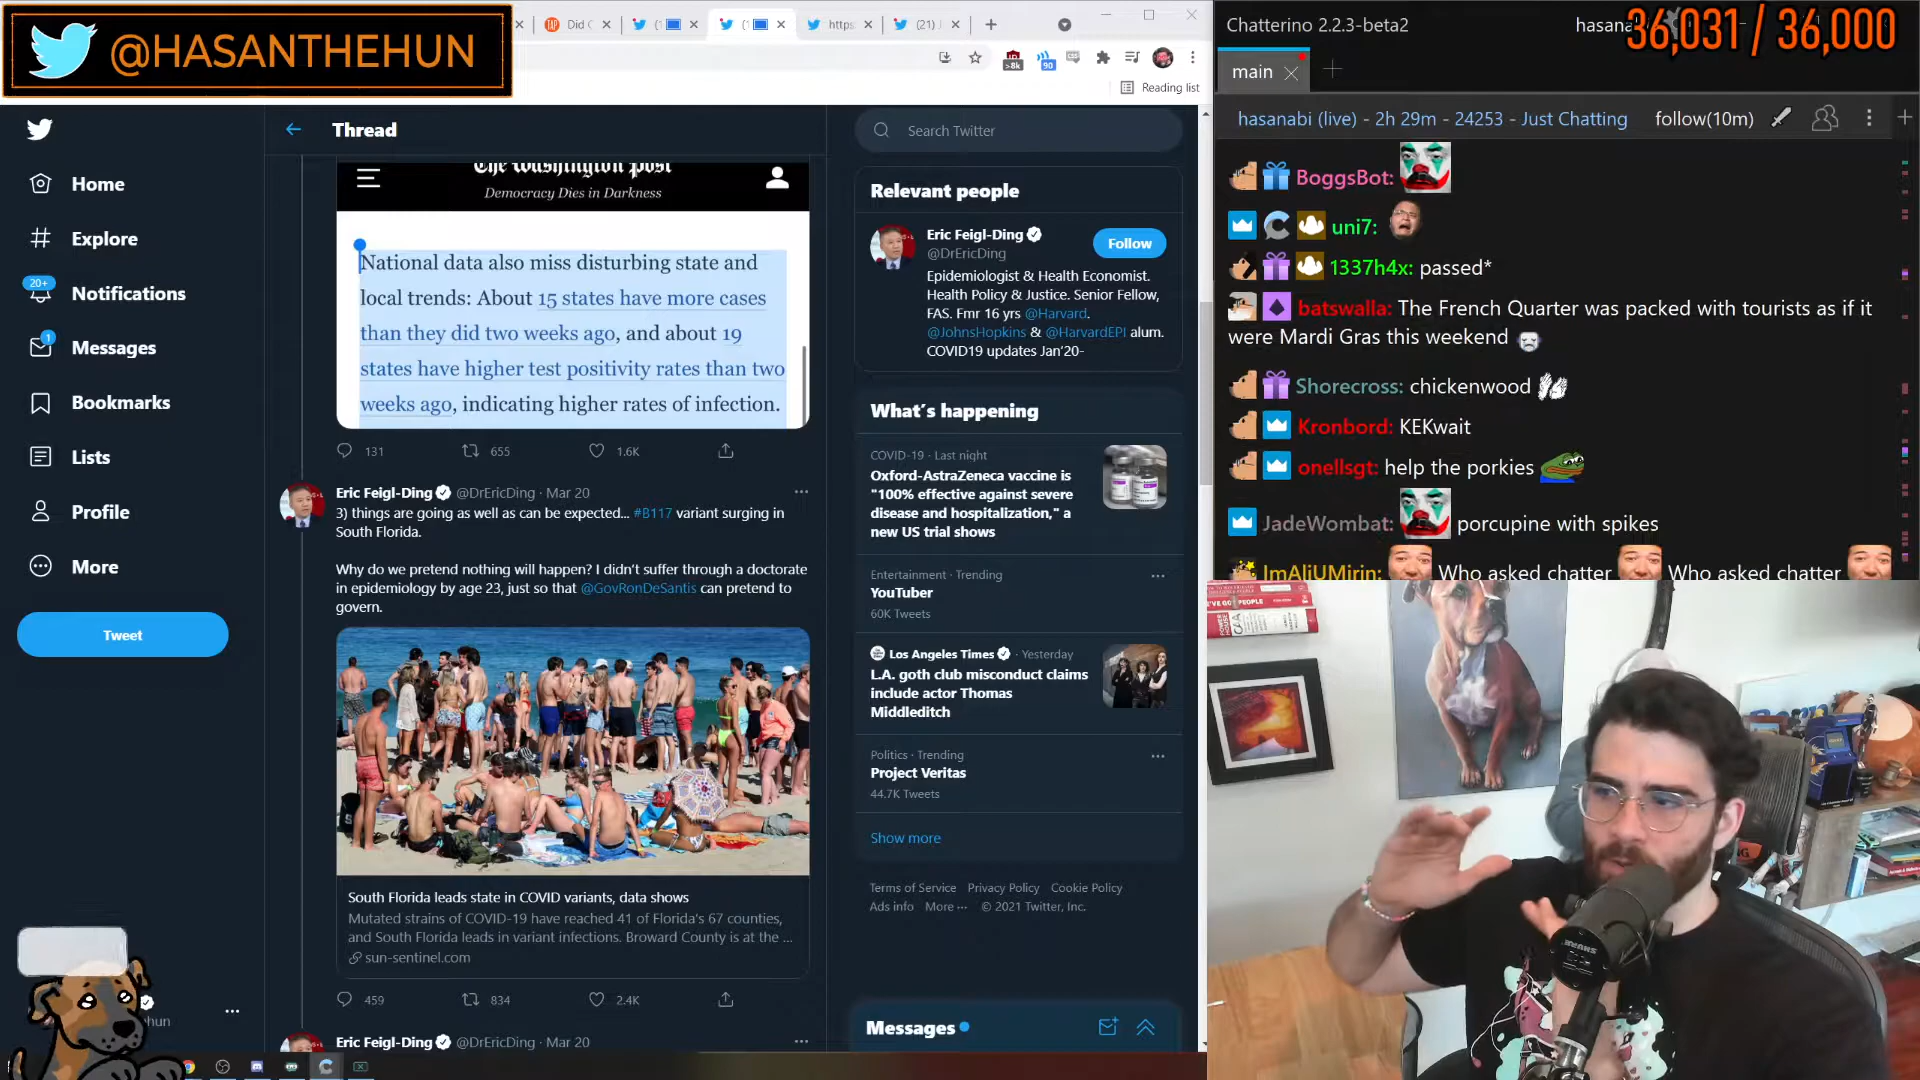 @HASANTHEHUN
Did C
(1
(1
https
(21) J
>8k
90
Reading list
Home
Explore
20+
Notifications
1
Messages
Bookmarks
Lists
Profile
More
Tweet
Thread
The Washington Post
Democracy Dies in Darkness
National data also miss disturbing state and
local trends: About 15 states have more cases
than they did two weeks ago, and about 19
states have higher test positivity rates than two
weeks ago, indicating higher rates of infection.
131 655 1.6K
Eric Feigl-Ding @DrEricDing · Mar 20
3) things are going as well as can be expected... #B117 variant surging in
South Florida.
Why do we pretend nothing will happen? I didn't suffer through a doctorate
in epidemiology by age 23, just so that @GovRonDeSantis can pretend to
govern.
South Florida leads state in COVID variants, data shows
Mutated strains of COVID-19 have reached 41 of Florida's 67 counties,
and South Florida leads in variant infections. Broward County is at the ...
sun-sentinel.com
459 834 2.4K
Eric Feigl-Ding @DrEricDing · Mar 20
Search Twitter
Relevant people
Eric Feigl-Ding
@DrEricDing
Follow
Epidemiologist & Health Economist.
Health Policy & Justice. Senior Fellow,
FAS. Fmr 16 yrs @Harvard.
@JohnsHopkins & @HarvardEPI alum.
COVID19 updates Jan'20-
What's happening
COVID-19 · Last night
Oxford-AstraZeneca vaccine is
"100% effective against severe
disease and hospitalization," a
new US trial shows
Entertainment · Trending
YouTuber
60K Tweets
Los Angeles Times · Yesterday
L.A. goth club misconduct claims
include actor Thomas
Middleditch
Politics · Trending
Project Veritas
44.7K Tweets
Show more
Terms of Service Privacy Policy Cookie Policy
Ads info More ··· © 2021 Twitter, Inc.
Messages
hun
Chatterino 2.2.3-beta2
hasana
36,031 / 36,000
main
hasanabi (live) - 2h 29m - 24253 - Just Chatting
follow(10m)
BoggsBot:
uni7:
1337h4x: passed*
batswalla: The French Quarter was packed with tourists as if it
were Mardi Gras this weekend
Shorecross: chickenwood
Kronbord: KEKwait
onellsgt: help the porkies
JadeWombat: porcupine with spikes
ImAliUMirin: Who asked chatter Who asked chatter